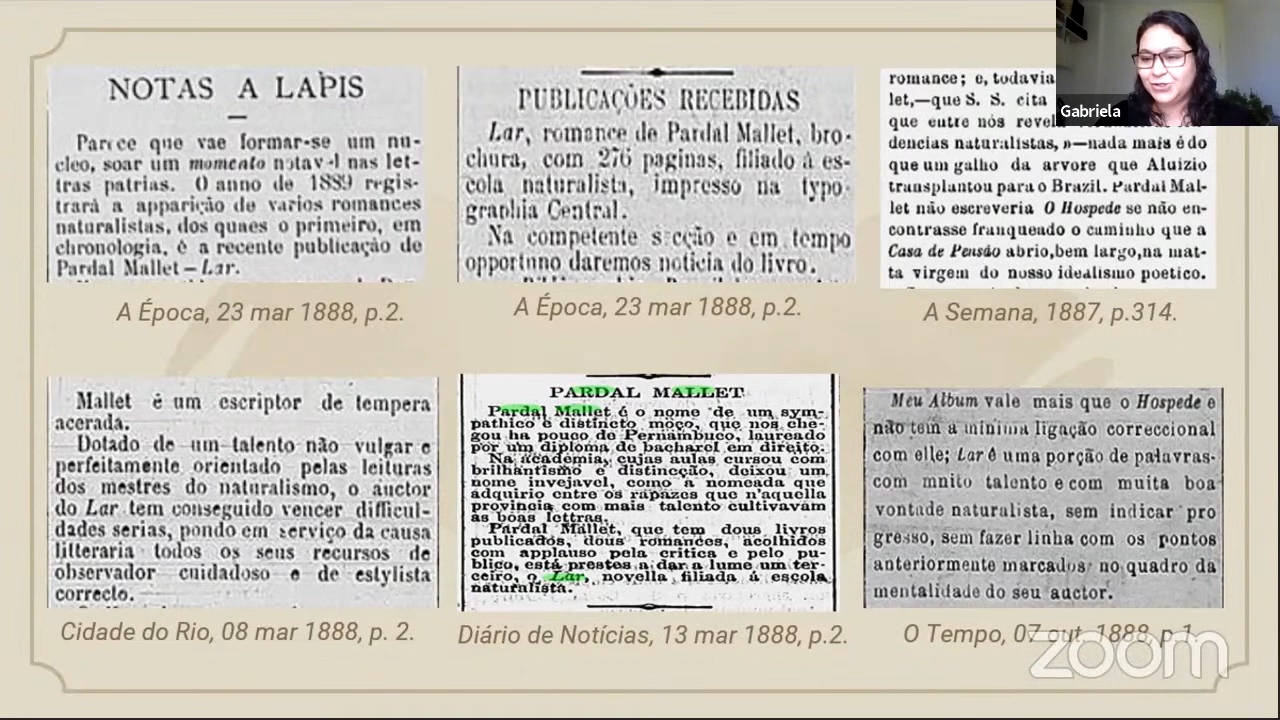 NOTAS A LAPIS
Parece que vae formar-se um nu-
cleo, soar um momento notavel nas let-
tras patrias. O anno de 1889 regis-
trará a apparição de varios romances
naturalistas, dos quaes o primeiro, em
chronologia, é a recente publicação de
Pardal Mallet — Lar.
A Época, 23 mar 1888, p.2.
PUBLICAÇÕES RECEBIDAS
Lar, romance de Pardal Mallet, bro-
chura, com 276 paginas, filiado á es-
cola naturalista, impresso na typo-
graphia Central.
Na competente secção e em tempo
opportuno daremos noticia do livro.
A Época, 23 mar 1888, p.2.
romance; e, todavia
let,—que S. S. cita
que entre nós revel
dencias naturalistas, »—nada mais é do
que um galho da arvore que Aluizio
transplantou para o Brazil. Pardal Mal-
let não escreveria O Hospede se não en-
contrasse franqueado o caminho que a
Casa de Pensão abrio,bem largo,na mat-
ta virgem do nosso idealismo poetico.
A Semana, 1887, p.314.
Gabriela
Mallet é um escriptor de tempera
acerada.
Dotado de um talento não vulgar e
perfeitamente orientado pelas leituras
dos mestres do naturalismo, o auctor
do Lar tem conseguido vencer difficul-
dades serias, pondo em serviço da causa
litteraria todos os seus recursos de
observador cuidadoso e de estylista
correcto.
Cidade do Rio, 08 mar 1888, p. 2.
PARDAL MALLET
Pardal Mallet é o nome de um sym-
pathico e distincto moço, que nos che-
gou ha pouco de Pernambuco, laureado
por um diploma de bacharel em direito.
Na academia, cujas aulas cursou com
brilhantismo e distincção, deixou um
nome invejavel, como a nomeada que
adquirio entre os rapazes que n'aquella
provincia com mais talento cultivavam
as boas lettras.
Pardal Mallet, que tem dous livros
publicados, dous romances, acolhidos
com applauso pela critica e pelo pu-
blico, está prestes a dar a lume um ter-
ceiro, o Lar, novella filiada á escola
naturalista.
Diário de Notícias, 13 mar 1888, p.2.
Meu Album vale mais que o Hospede e
não tem a minima ligação correccional
com elle; Lar é uma porção de palavras
com muito talento e com muita boa
vontade naturalista, sem indicar pro
gresso, sem fazer linha com os pontos
anteriormente marcados no quadro da
mentalidade do seu auctor.
O Tempo, 07 out 1888, p.1
zoom